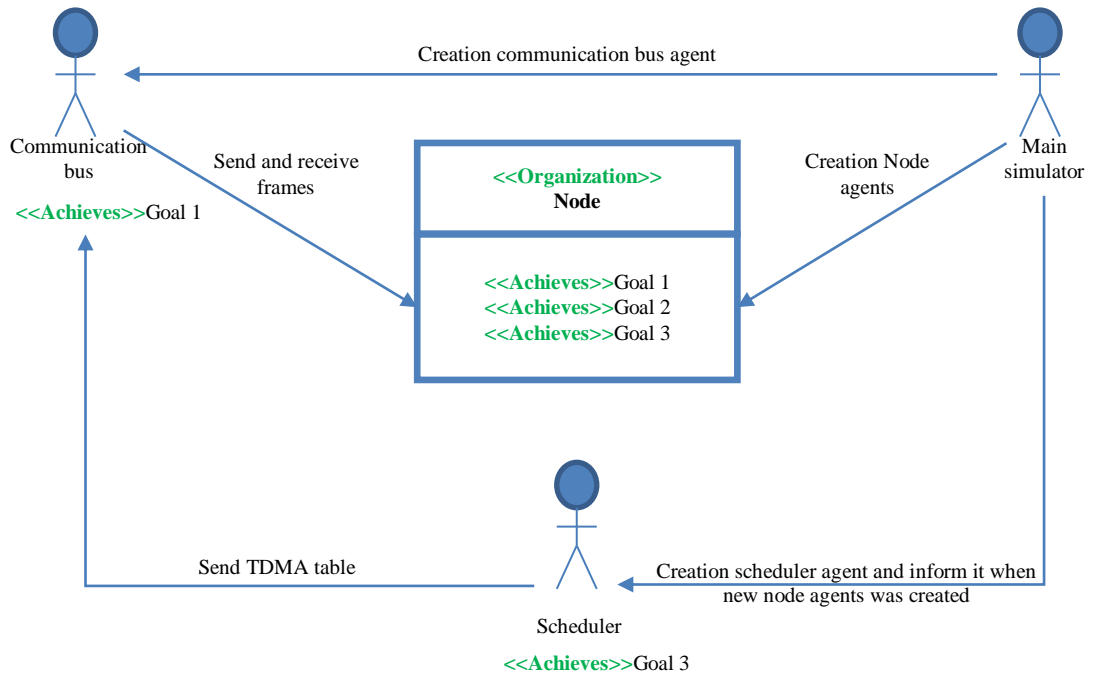 Creation communication bus agent
Communication
bus
<<Achieves>>Goal 1
Send and receive
frames
<<Organization>>
Node
<<Achieves>>Goal 1
<<Achieves>>Goal 2
<<Achieves>>Goal 3
Creation Node
agents
Main
simulator
Send TDMA table
Creation scheduler agent and inform it when
new node agents was created
Scheduler
<<Achieves>>Goal 3